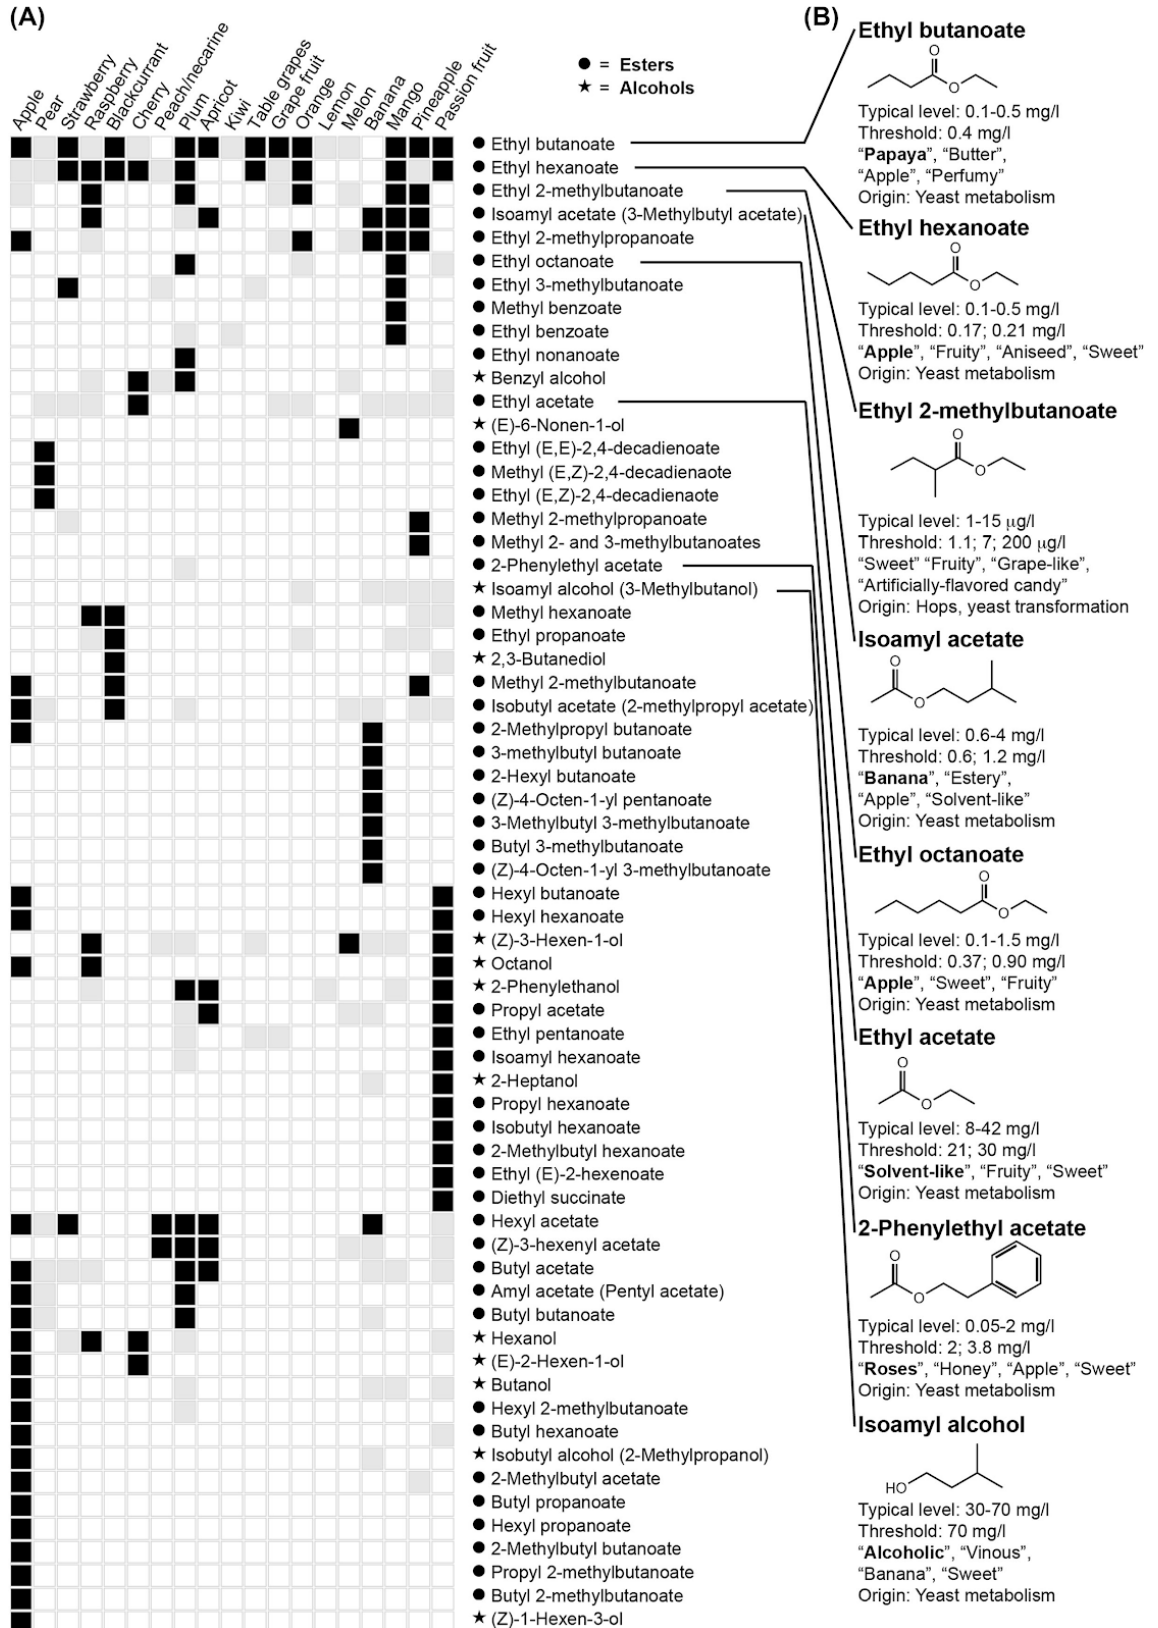 (A)
Apple
Pear
Strawberry
Raspberry
Blackcurrant
Cherry
Peach/necarine
Plum
Apricot
Kiwi
Table grapes
Grape fruit
Orange
Lemon
Melon
Banana
Mango
Pineapple
Passion fruit
● = Esters
★ = Alcohols
● Ethyl butanoate
● Ethyl hexanoate
● Ethyl 2-methylbutanoate
● Isoamyl acetate (3-Methylbutyl acetate)
● Ethyl 2-methylpropanoate
● Ethyl octanoate
● Ethyl 3-methylbutanoate
● Methyl benzoate
● Ethyl benzoate
● Ethyl nonanoate
★ Benzyl alcohol
● Ethyl acetate
★ (E)-6-Nonen-1-ol
● Ethyl (E,E)-2,4-decadienoate
● Methyl (E,Z)-2,4-decadienaote
● Ethyl (E,Z)-2,4-decadienaote
● Methyl 2-methylpropanoate
● Methyl 2- and 3-methylbutanoates
● 2-Phenylethyl acetate
★ Isoamyl alcohol (3-Methylbutanol)
● Methyl hexanoate
● Ethyl propanoate
★ 2,3-Butanediol
● Methyl 2-methylbutanoate
● Isobutyl acetate (2-methylpropyl acetate)
● 2-Methylpropyl butanoate
● 3-methylbutyl butanoate
● 2-Hexyl butanoate
● (Z)-4-Octen-1-yl pentanoate
● 3-Methylbutyl 3-methylbutanoate
● Butyl 3-methylbutanoate
● (Z)-4-Octen-1-yl 3-methylbutanoate
● Hexyl butanoate
● Hexyl hexanoate
★ (Z)-3-Hexen-1-ol
★ Octanol
★ 2-Phenylethanol
● Propyl acetate
● Ethyl pentanoate
● Isoamyl hexanoate
★ 2-Heptanol
● Propyl hexanoate
● Isobutyl hexanoate
● 2-Methylbutyl hexanoate
● Ethyl (E)-2-hexenoate
● Diethyl succinate
● Hexyl acetate
● (Z)-3-hexenyl acetate
● Butyl acetate
● Amyl acetate (Pentyl acetate)
● Butyl butanoate
★ Hexanol
★ (E)-2-Hexen-1-ol
★ Butanol
● Hexyl 2-methylbutanoate
● Butyl hexanoate
★ Isobutyl alcohol (2-Methylpropanol)
● 2-Methylbutyl acetate
● Butyl propanoate
● Hexyl propanoate
● 2-Methylbutyl butanoate
● Propyl 2-methylbutanoate
● Butyl 2-methylbutanoate
★ (Z)-1-Hexen-3-ol
(B)
Ethyl butanoate
O
O
Typical level: 0.1-0.5 mg/l
Threshold: 0.4 mg/l
“Papaya”, “Butter”,
“Apple”, “Perfumy”
Origin: Yeast metabolism
Ethyl hexanoate
O
O
Typical level: 0.1-0.5 mg/l
Threshold: 0.17; 0.21 mg/l
“Apple”, “Fruity”, “Aniseed”, “Sweet”
Origin: Yeast metabolism
Ethyl 2-methylbutanoate
O
O
Typical level: 1-15 µg/l
Threshold: 1.1; 7; 200 µg/l
“Sweet” “Fruity”, “Grape-like”,
“Artificially-flavored candy”
Origin: Hops, yeast transformation
Isoamyl acetate
O
O
Typical level: 0.6-4 mg/l
Threshold: 0.6; 1.2 mg/l
“Banana”, “Estery”,
“Apple”, “Solvent-like”
Origin: Yeast metabolism
Ethyl octanoate
O
O
Typical level: 0.1-1.5 mg/l
Threshold: 0.37; 0.90 mg/l
“Apple”, “Sweet”, “Fruity”
Origin: Yeast metabolism
Ethyl acetate
O
O
Typical level: 8-42 mg/l
Threshold: 21; 30 mg/l
“Solvent-like”, “Fruity”, “Sweet”
Origin: Yeast metabolism
2-Phenylethyl acetate
O
O
Typical level: 0.05-2 mg/l
Threshold: 2; 3.8 mg/l
“Roses”, “Honey”, “Apple”, “Sweet”
Origin: Yeast metabolism
Isoamyl alcohol
HO
Typical level: 30-70 mg/l
Threshold: 70 mg/l
“Alcoholic”, “Vinous”,
“Banana”, “Sweet”
Origin: Yeast metabolism